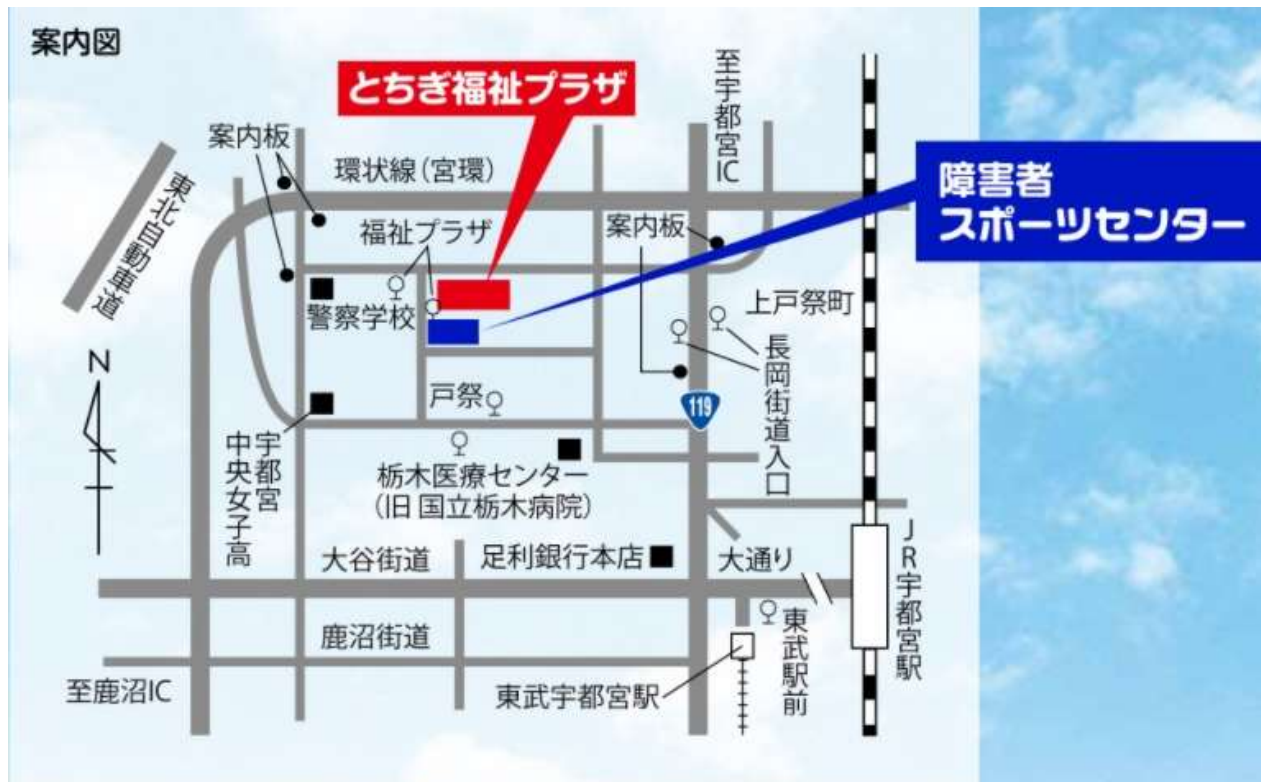 案内図
とちぎ福祉プラザ
至宇都宮IC
案内板
環状線(宮環)
障害者
スポーツセンター
東北自動車道
福祉プラザ
案内板
警察学校
上戸祭町
長岡街道入口
N
戸祭
119
宇都宮
中央女子高
栃木医療センター
(旧 国立栃木病院)
大谷街道
足利銀行本店
大通り
JR宇都宮駅
鹿沼街道
東武駅前
至鹿沼IC
東武宇都宮駅